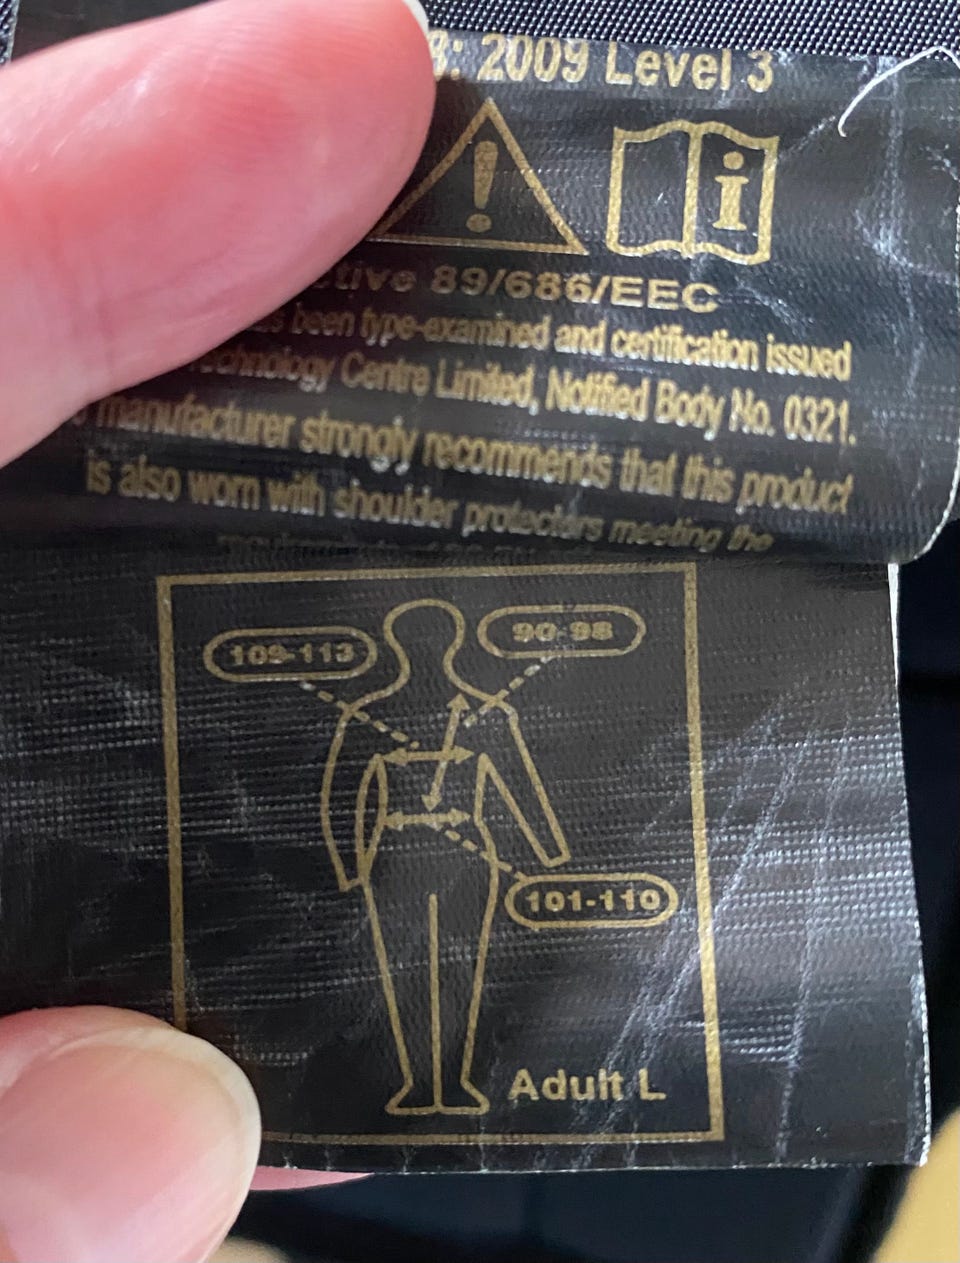 : 2009 Level 3
89/686/EEC
been type-examined and certification issued
Technology Centre Limited, Notified Body No. 0321.
manufacturer strongly recommends that this product
is also worn with shoulder protectors meeting the
109-113
90-98
101-110
Adult L